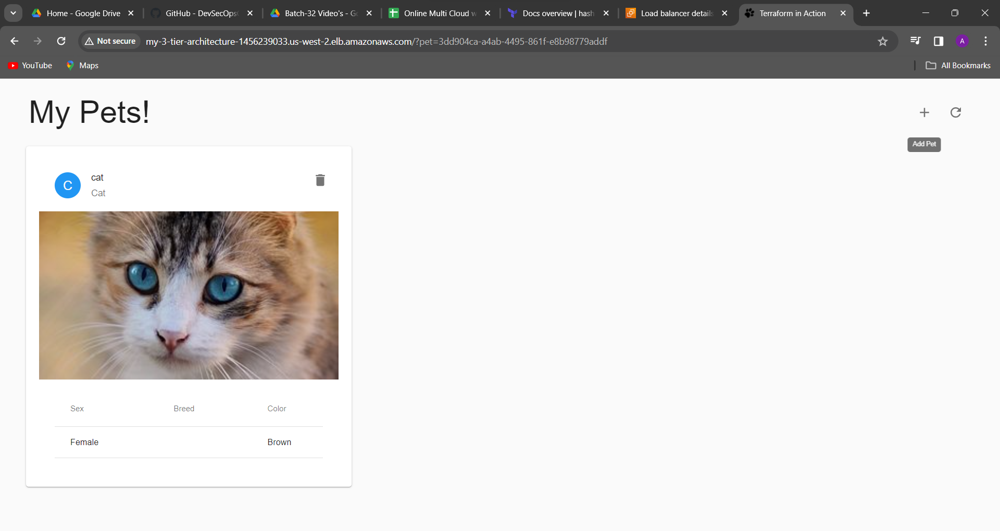 Home - Google Drive
GitHub - DevSecOps
Batch-32 Video's - G
Online Multi Cloud w
Docs overview | hash
Load balancer details
Terraform in Action
Not secure
my-3-tier-architecture-1456239033.us-west-2.elb.amazonaws.com/?pet=3dd904ca-a4ab-4495-861f-e8b98779addf
A
YouTube
Maps
All Bookmarks
My Pets!
Add Pet
C
cat
Cat
Sex Breed Color
Female Brown